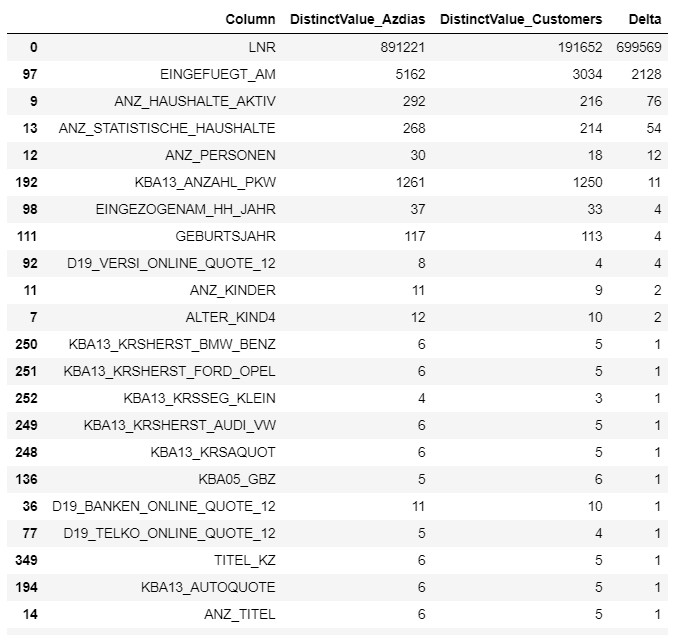 Column DistinctValue_Azdias DistinctValue_Customers Delta
0 LNR 891221 191652 699569
97 EINGEFUEGT_AM 5162 3034 2128
9 ANZ_HAUSHALTE_AKTIV 292 216 76
13 ANZ_STATISTISCHE_HAUSHALTE 268 214 54
12 ANZ_PERSONEN 30 18 12
192 KBA13_ANZAHL_PKW 1261 1250 11
98 EINGEZOGENAM_HH_JAHR 37 33 4
111 GEBURTSJAHR 117 113 4
92 D19_VERSI_ONLINE_QUOTE_12 8 4 4
11 ANZ_KINDER 11 9 2
7 ALTER_KIND4 12 10 2
250 KBA13_KRSHERST_BMW_BENZ 6 5 1
251 KBA13_KRSHERST_FORD_OPEL 6 5 1
252 KBA13_KRSSEG_KLEIN 4 3 1
249 KBA13_KRSHERST_AUDI_VW 6 5 1
248 KBA13_KRSAQUOT 6 5 1
136 KBA05_GBZ 5 6 1
36 D19_BANKEN_ONLINE_QUOTE_12 11 10 1
77 D19_TELKO_ONLINE_QUOTE_12 5 4 1
349 TITEL_KZ 6 5 1
194 KBA13_AUTOQUOTE 6 5 1
14 ANZ_TITEL 6 5 1